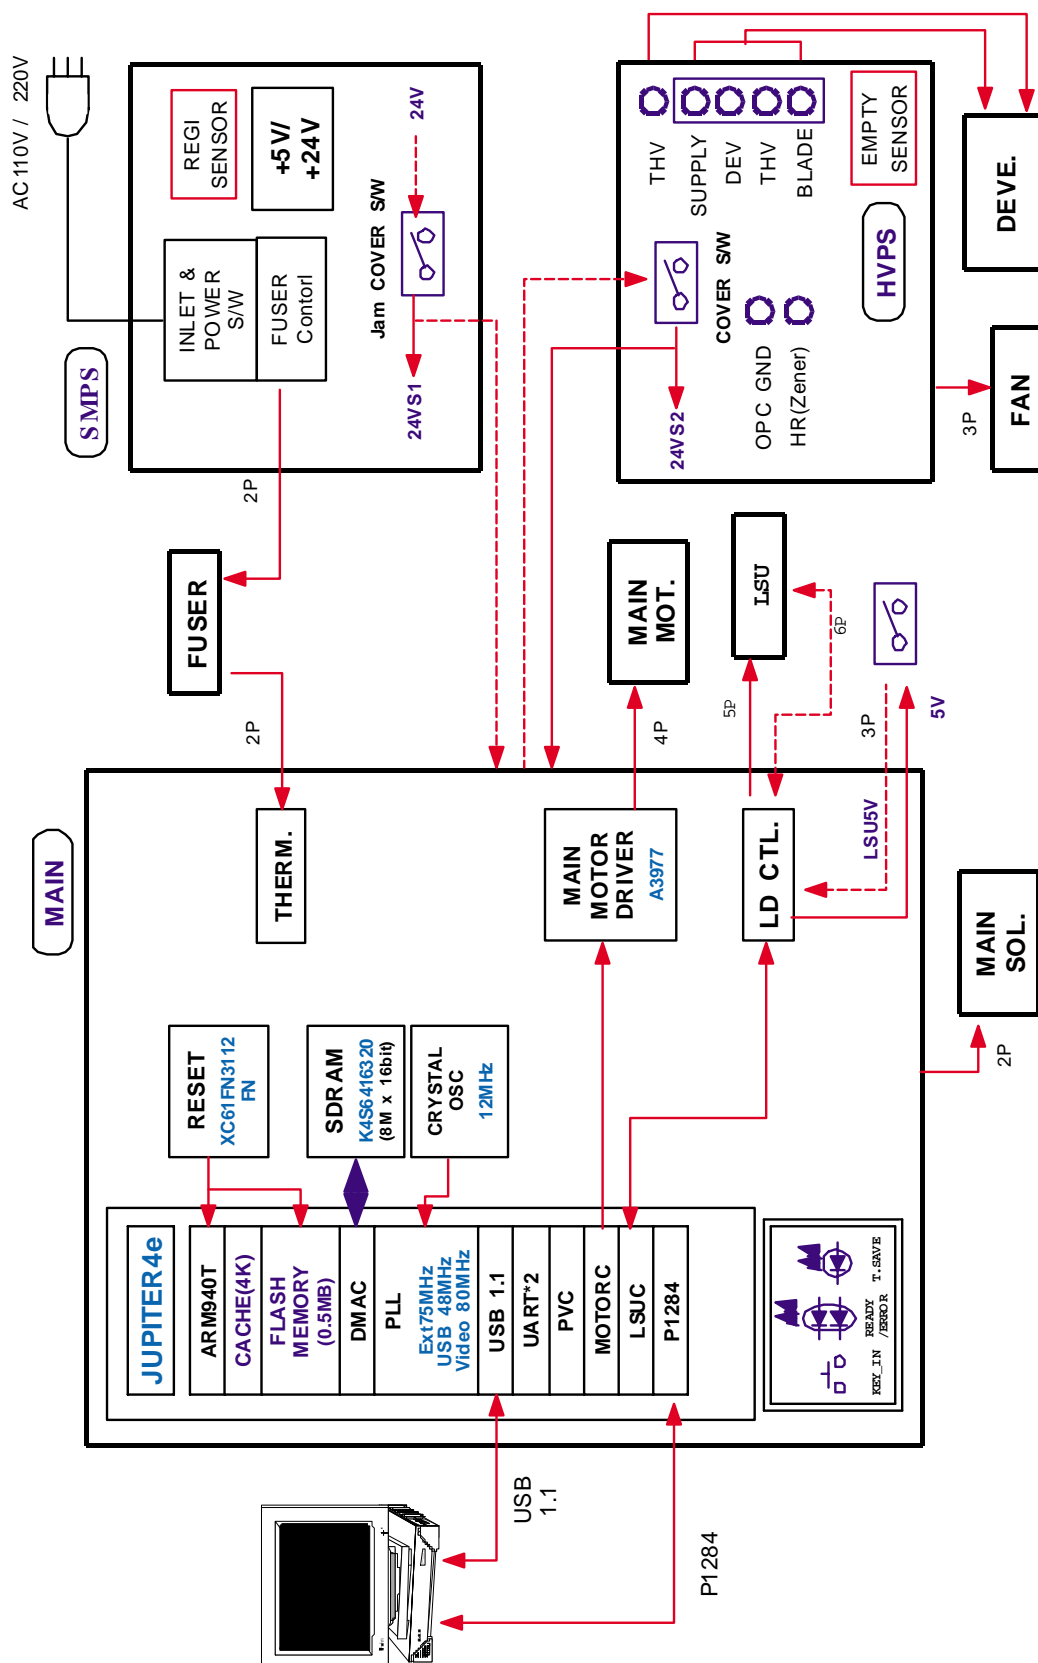 AC110V / 220V
SMPS
INLET &
POWER
S/W
FUSER
Contorl
REGI
SENSOR
+5V/
+24V
Jam COVER S/W
24V
24VS1
2P
FUSER
2P
MAIN
THERM.
RESET
XC61FN3112
FN
SDRAM
K4S6416320
(8M x 16bit)
CRYSTAL
OSC
12MHz
JUPITER4e
ARM940T
CACHE(4K)
FLASH
MEMORY
(0.5MB)
DMAC
PLL
Ext75MHz
USB 48MHz
Video 80MHz
USB 1.1
UART*2
PVC
MOTORC
LSUC
P1284
KEY_IN
READY
/ERROR
T.SAVE
USB
1.1
P1284
MAIN
MOTOR
DRIVER
A3977
4P
MAIN
MOT.
LD CTL.
5P
LSU
6P
LSU5V
3P
5V
2P
MAIN
SOL.
THV
SUPPLY
DEV
THV
BLADE
EMPTY
SENSOR
HVPS
COVER S/W
24VS2
OPC GND
HR(Zener)
3P
FAN
DEVE.